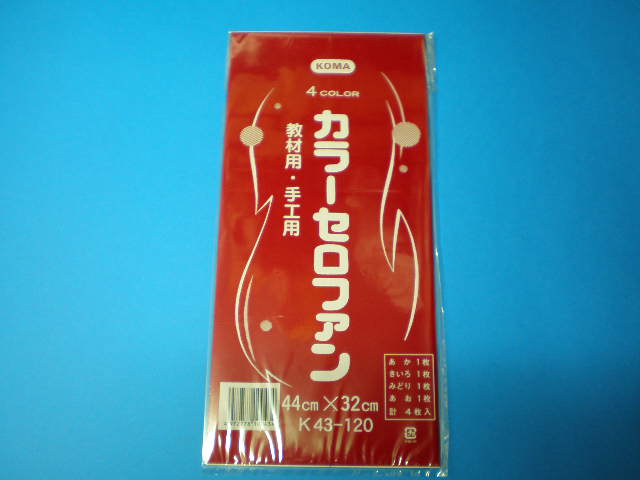 KOMA
4 COLOR
カラーセロファン
教材用・手工用
あか 1枚
きいろ 1枚
みどり 1枚
あお 1枚
計 4枚入
44cm×32cm
K43-120